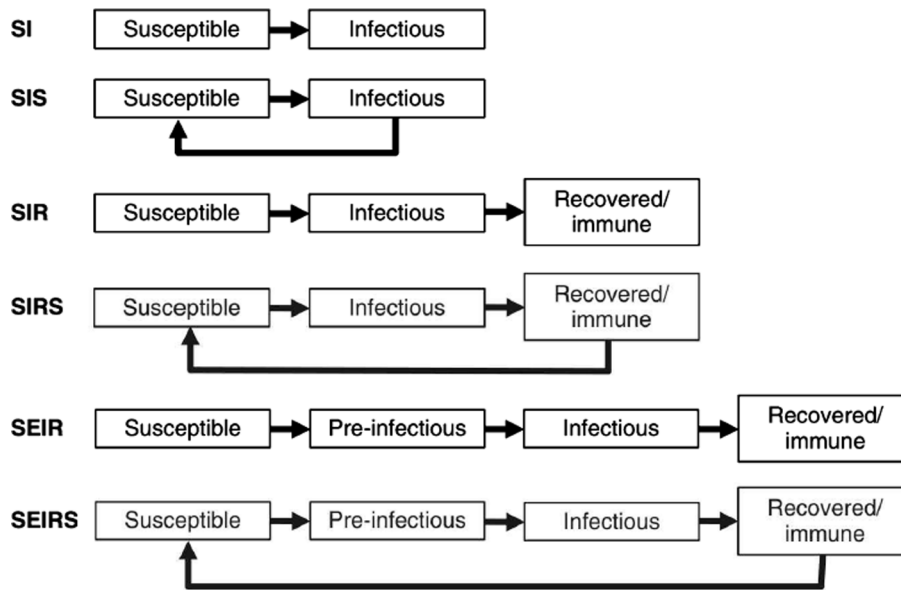 SI Susceptible Infectious
SIS Susceptible Infectious
SIR Susceptible Infectious Recovered/
immune
SIRS Susceptible Infectious Recovered/
immune
SEIR Susceptible Pre-infectious Infectious Recovered/
immune
SEIRS Susceptible Pre-infectious Infectious Recovered/
immune